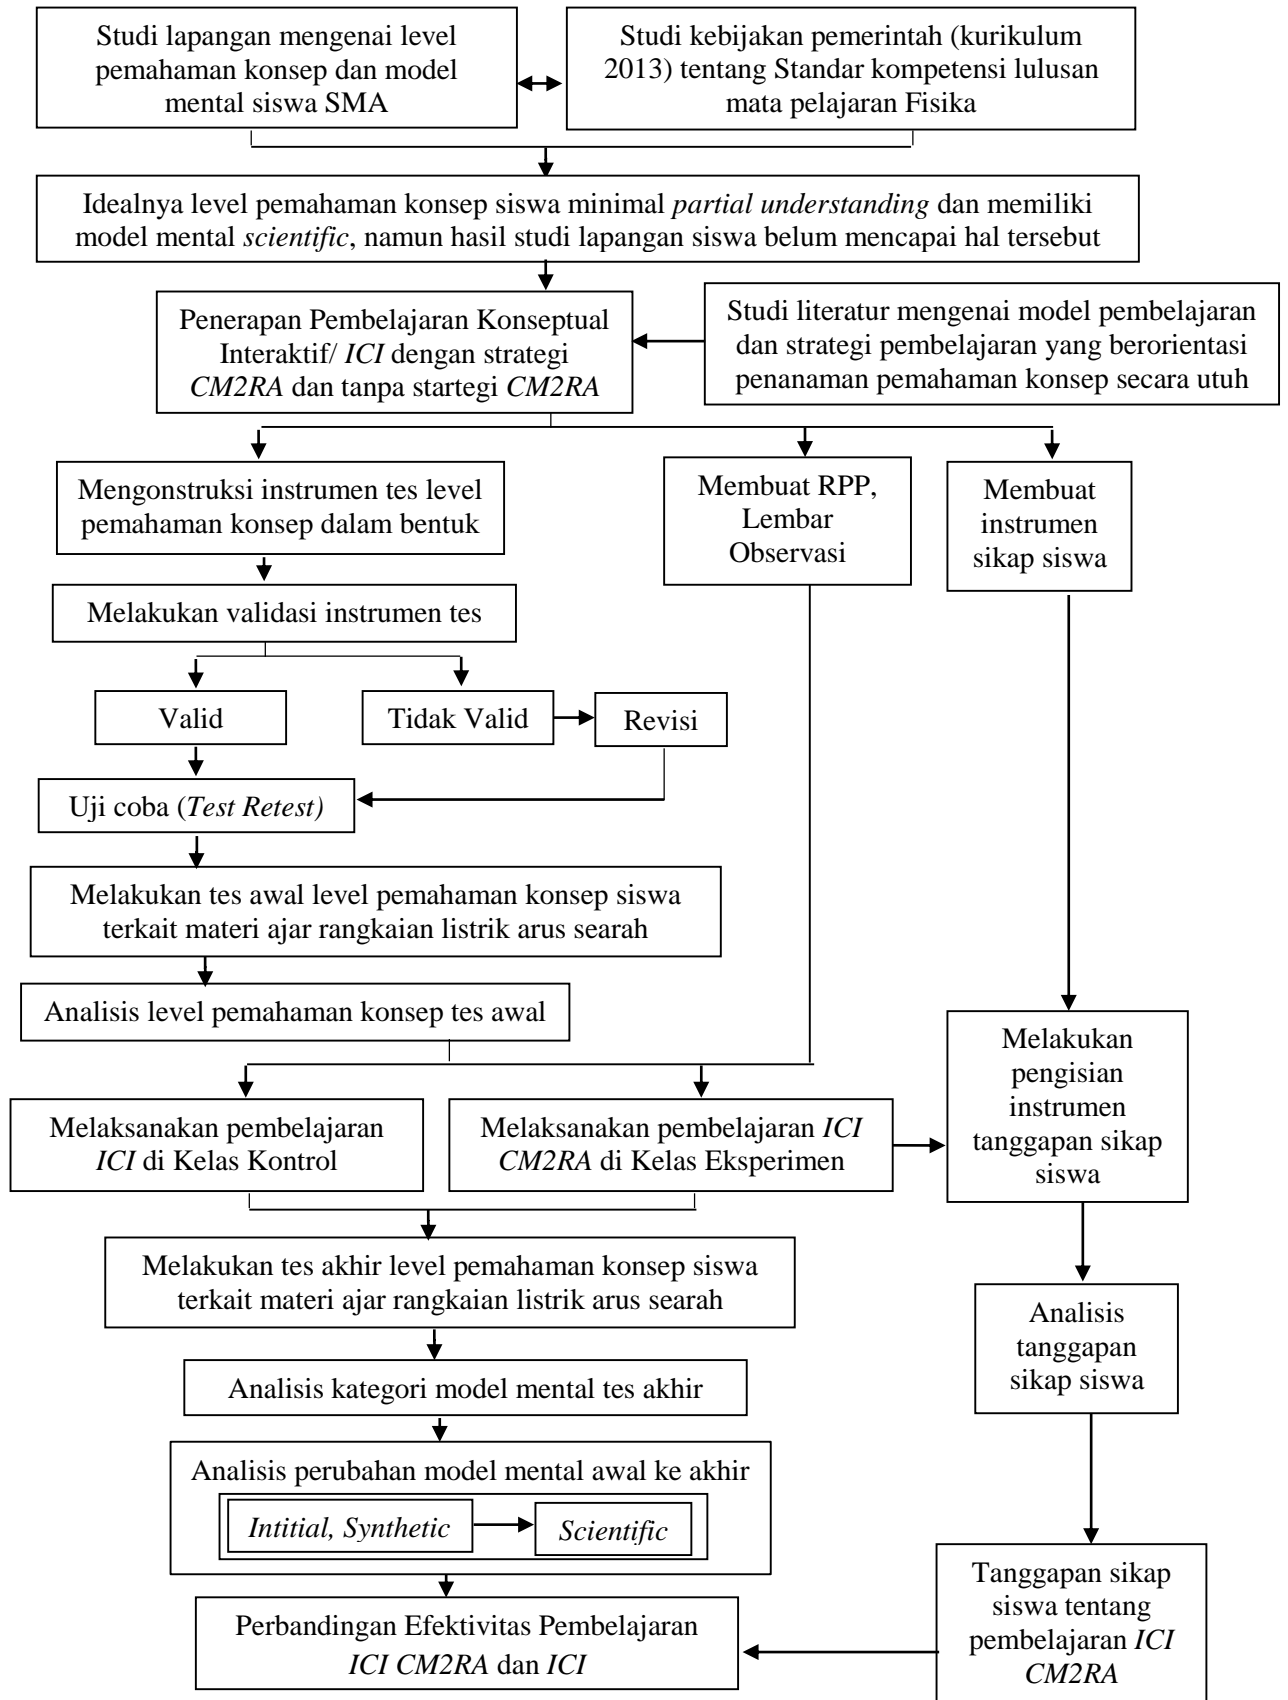 Studi lapangan mengenai level
pemahaman konsep dan model
mental siswa SMA
Studi kebijakan pemerintah (kurikulum
2013) tentang Standar kompetensi lulusan
mata pelajaran Fisika
Idealnya level pemahaman konsep siswa minimal partial understanding dan memiliki
model mental scientific, namun hasil studi lapangan siswa belum mencapai hal tersebut
Penerapan Pembelajaran Konseptual
Interaktif/ ICI dengan strategi
CM2RA dan tanpa startegi CM2RA
Studi literatur mengenai model pembelajaran
dan strategi pembelajaran yang berorientasi
penanaman pemahaman konsep secara utuh
Mengonstruksi instrumen tes level
pemahaman konsep dalam bentuk
Membuat RPP,
Lembar
Observasi
Membuat
instrumen
sikap siswa
Melakukan validasi instrumen tes
Valid
Tidak Valid
Revisi
Uji coba (Test Retest)
Melakukan tes awal level pemahaman konsep siswa
terkait materi ajar rangkaian listrik arus searah
Analisis level pemahaman konsep tes awal
Melaksanakan pembelajaran
ICI di Kelas Kontrol
Melaksanakan pembelajaran ICI
CM2RA di Kelas Eksperimen
Melakukan
pengisian
instrumen
tanggapan sikap
siswa
Melakukan tes akhir level pemahaman konsep siswa
terkait materi ajar rangkaian listrik arus searah
Analisis
tanggapan
sikap siswa
Analisis kategori model mental tes akhir
Analisis perubahan model mental awal ke akhir
Intitial, Synthetic
Scientific
Tanggapan sikap
siswa tentang
pembelajaran ICI
CM2RA
Perbandingan Efektivitas Pembelajaran
ICI CM2RA dan ICI